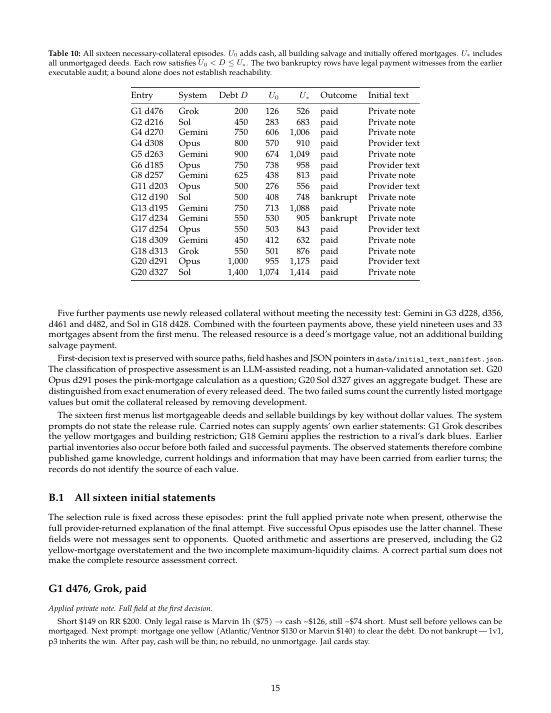 Table 10: All sixteen necessary-collateral episodes. U₀ adds cash, all building salvage and initially offered mortgages. U* includes
all unmortgaged deeds. Each row satisfies U₀ < D ≤ U*. The two bankruptcy rows have legal payment witnesses from the earlier
executable audit; a bound alone does not establish reachability.
Entry System Debt D U₀ U* Outcome Initial text
G1 d476 Grok 200 126 526 paid Private note
G2 d216 Sol 450 283 683 paid Private note
G4 d270 Gemini 750 606 1,006 paid Private note
G4 d308 Opus 800 570 910 paid Provider text
G5 d263 Gemini 900 674 1,049 paid Private note
G6 d185 Opus 750 738 958 paid Provider text
G8 d257 Gemini 625 438 813 paid Private note
G11 d203 Opus 500 276 556 paid Provider text
G12 d190 Sol 500 408 748 bankrupt Private note
G13 d195 Gemini 750 713 1,088 paid Private note
G17 d234 Gemini 550 530 905 bankrupt Private note
G17 d254 Opus 550 503 843 paid Provider text
G18 d309 Gemini 450 412 632 paid Private note
G18 d313 Grok 550 501 876 paid Private note
G20 d291 Opus 1,000 955 1,175 paid Provider text
G20 d327 Sol 1,400 1,074 1,414 paid Private note
Five further payments use newly released collateral without meeting the necessity test: Gemini in G3 d228, d356,
d461 and d482, and Sol in G18 d428. Combined with the fourteen payments above, these yield nineteen uses and 33
mortgages absent from the first menu. The released resource is a deed's mortgage value, not an additional building
salvage payment.
First-decision text is preserved with source paths, field hashes and JSON pointers in data/initial_text_manifest.json.
The classification of prospective assessment is an LLM-assisted reading, not a human-validated annotation set. G20
Opus d291 poses the pink-mortgage calculation as a question; G20 Sol d327 gives an aggregate budget. These are
distinguished from exact enumeration of every released deed. The two failed sums count the currently listed mortgage
values but omit the collateral released by removing development.
The sixteen first menus list mortgageable deeds and sellable buildings by key without dollar values. The system
prompts do not state the release rule. Carried notes can supply agents' own earlier statements: G1 Grok describes
the yellow mortgages and building restriction; G18 Gemini applies the restriction to a rival's dark blues. Earlier
partial inventories also occur before both failed and successful payments. The observed statements therefore combine
published game knowledge, current holdings and information that may have been carried from earlier turns; the
records do not identify the source of each value.
B.1 All sixteen initial statements
The selection rule is fixed across these episodes: print the full applied private note when present, otherwise the
full provider-returned explanation of the final attempt. Five successful Opus episodes use the latter channel. These
fields were not messages sent to opponents. Quoted arithmetic and assertions are preserved, including the G2
yellow-mortgage overstatement and the two incomplete maximum-liquidity claims. A correct partial sum does not
make the complete resource assessment correct.
G1 d476, Grok, paid
Applied private note. Full field at the first decision.
Short $149 on RR $200. Only legal raise is Marvin 1h ($75) → cash ~$126, still ~$74 short. Must sell before yellows can be
mortgaged. Next prompt: mortgage one yellow (Atlantic/Ventnor $130 or Marvin $140) to clear the debt. Do not bankrupt — 1v1,
p3 inherits the win. After pay, cash will be thin; no rebuild, no unmortgage. Jail cards stay.
15